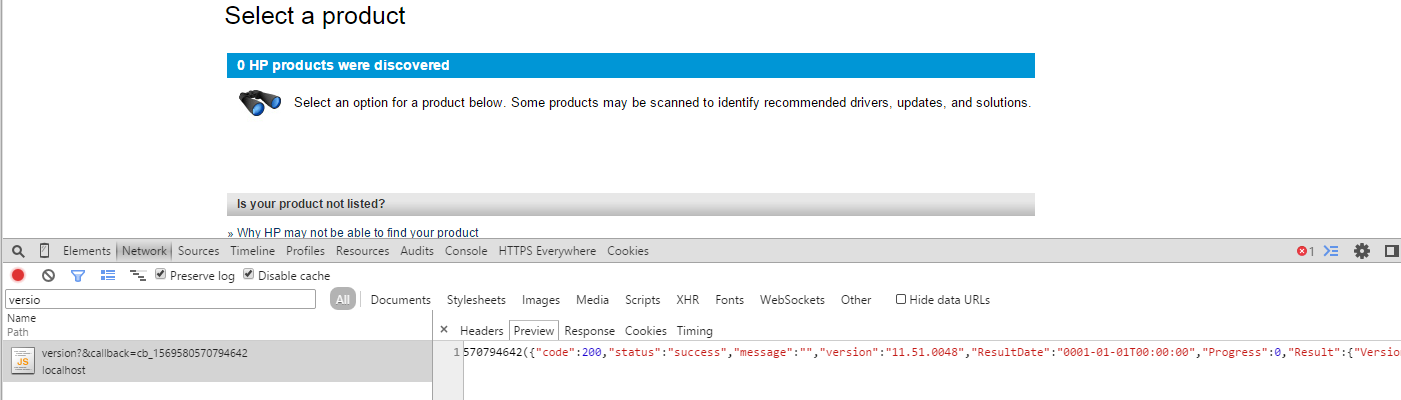 Select a product
0 HP products were discovered
Select an option for a product below. Some products may be scanned to identify recommended drivers, updates, and solutions.
Is your product not listed?
» Why HP may not be able to find your product
Elements Network Sources Timeline Profiles Resources Audits Console HTTPS Everywhere Cookies 1
Preserve log Disable cache
versio All Documents Stylesheets Images Media Scripts XHR Fonts WebSockets Other Hide data URLs
Name
Path
× Headers Preview Response Cookies Timing
JS version?&callback=cb_1569580570794642
localhost
1 570794642({"code":200,"status":"success","message":"","version":"11.51.0048","ResultDate":"0001-01-01T00:00:00","Progress":0,"Result":{"Versio